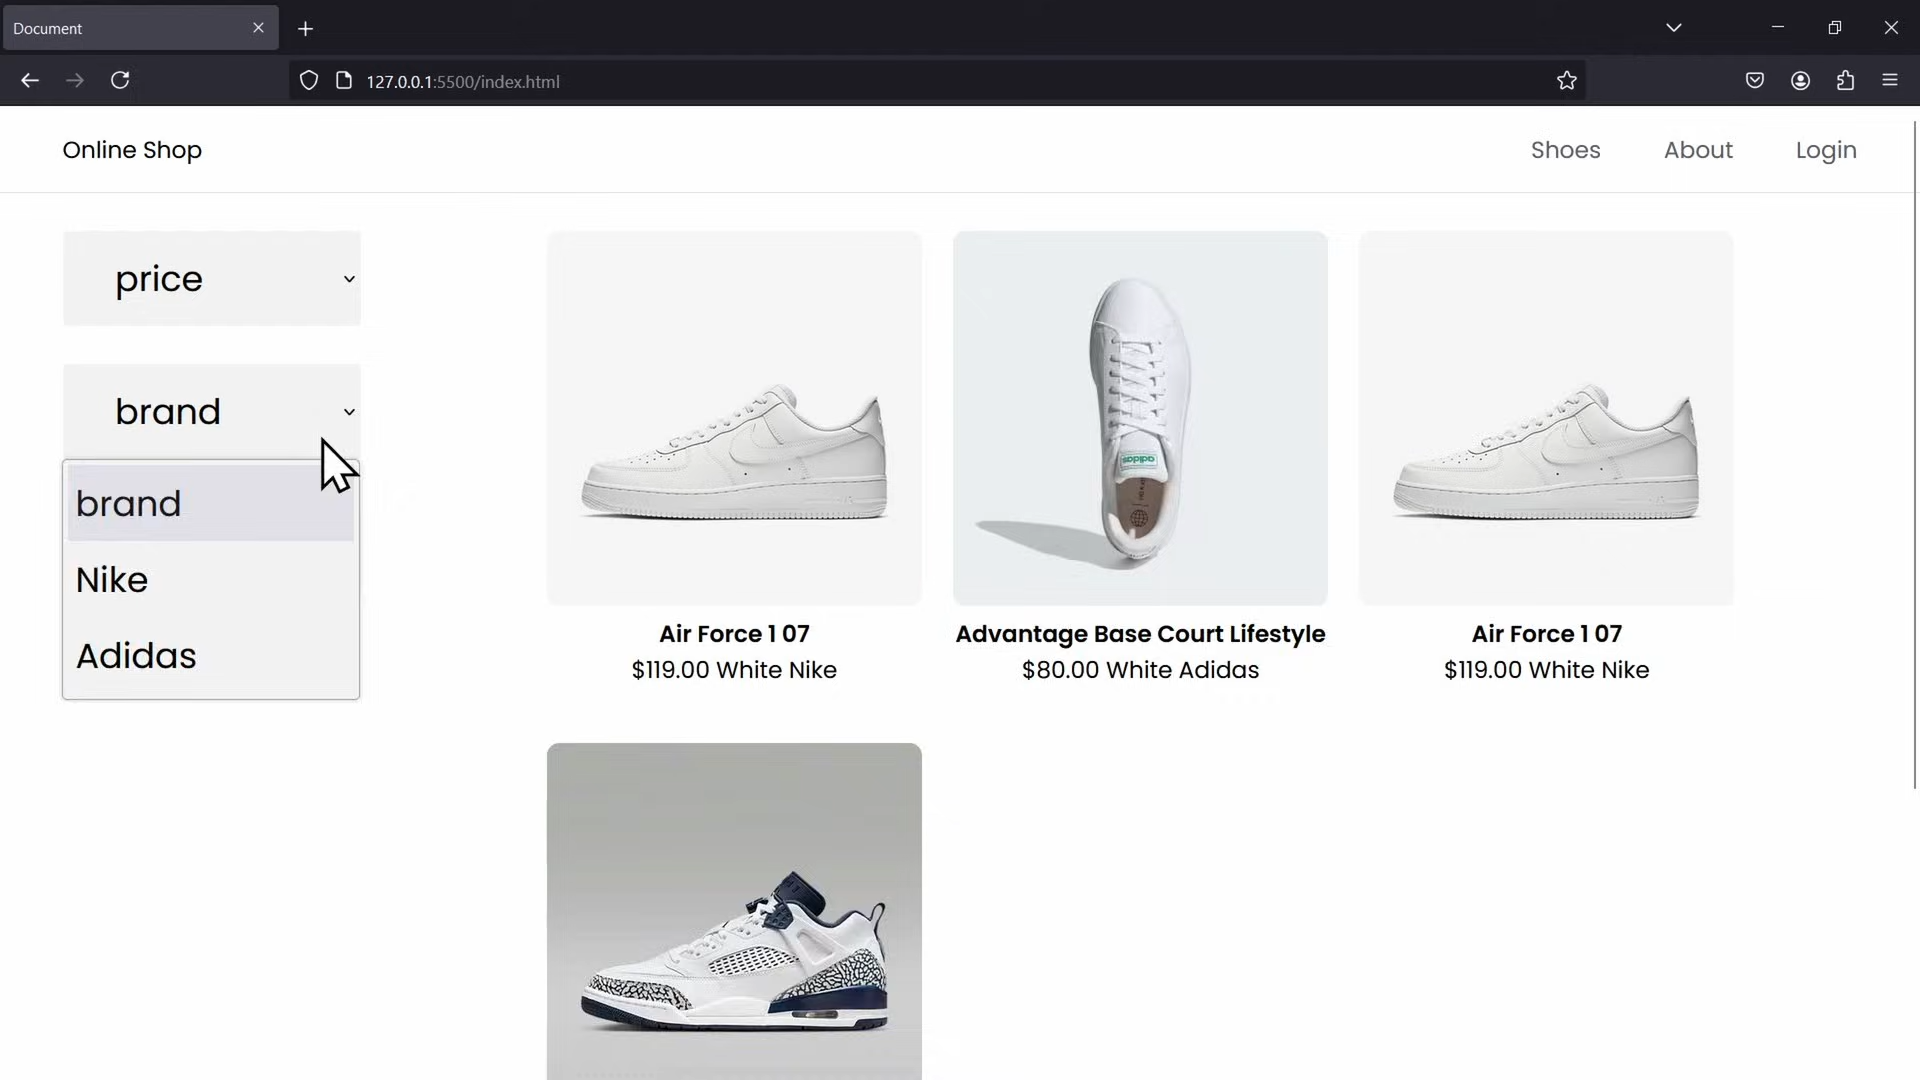 Document
127.0.0.1:5500/index.html
Online Shop
Shoes
About
Login
price
brand
brand
Nike
Adidas
adidas
Air Force 1 07
$119.00 White Nike
Advantage Base Court Lifestyle
$80.00 White Adidas
Air Force 1 07
$119.00 White Nike